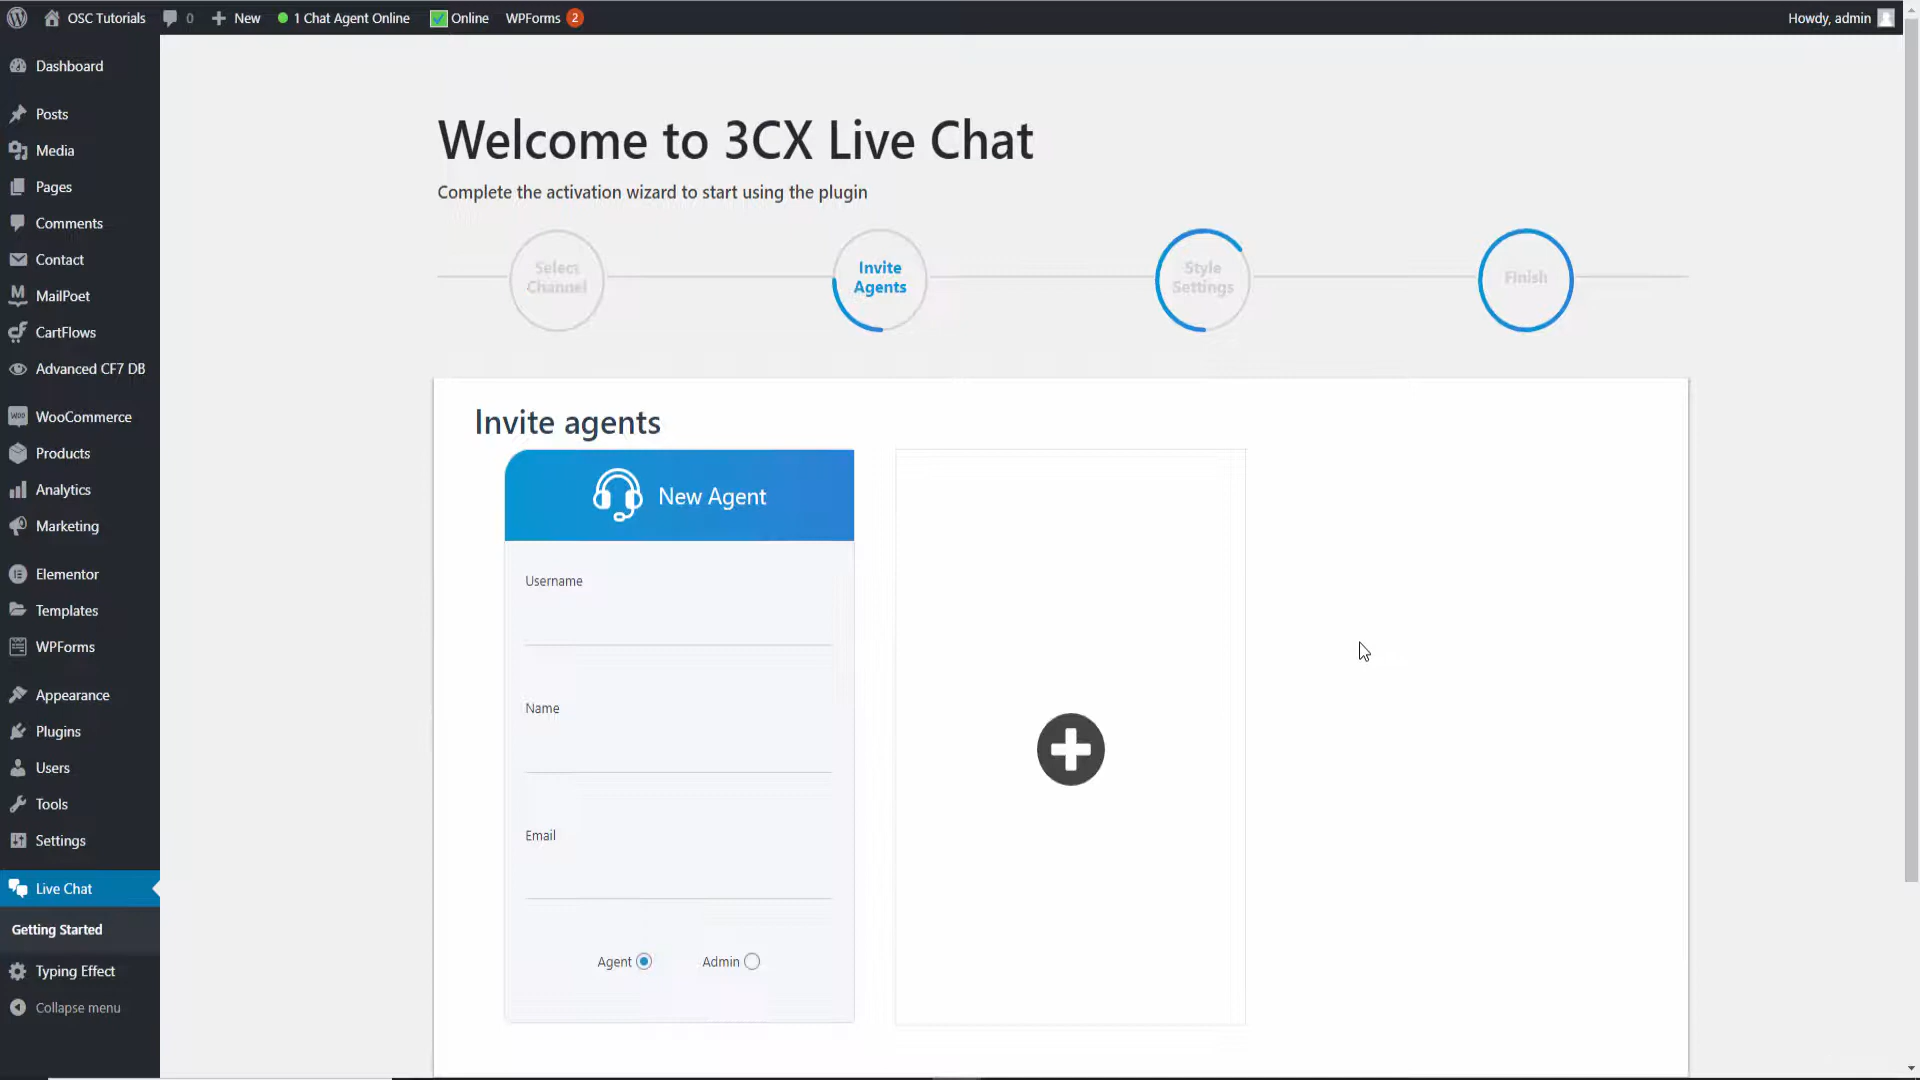 OSC Tutorials
0
New
1 Chat Agent Online
Online
WPForms
2
Howdy, admin
Dashboard
Posts
Media
Pages
Comments
Contact
MailPoet
CartFlows
Advanced CF7 DB
WooCommerce
Products
Analytics
Marketing
Elementor
Templates
WPForms
Appearance
Plugins
Users
Tools
Settings
Live Chat
Getting Started
Typing Effect
Collapse menu
Welcome to 3CX Live Chat
Complete the activation wizard to start using the plugin
Select
Channel
Invite
Agents
Style
Settings
Finish
Invite agents
New Agent
Username
Name
Email
Agent
Admin